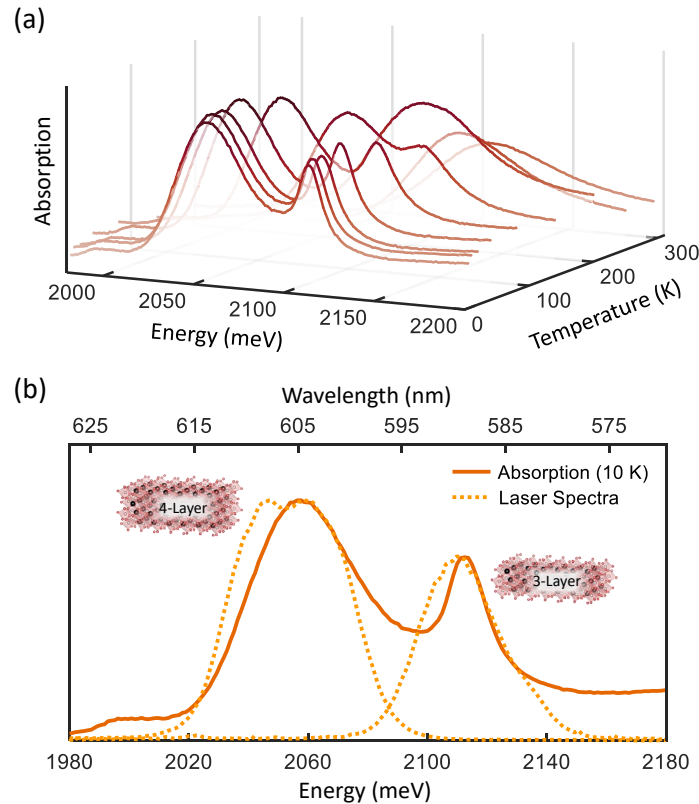 (a)
Absorption
2000
2050
2100
2150
2200
Energy (meV)
0
100
200
300
Temperature (K)
(b)
Wavelength (nm)
625 615 605 595 585 575
Absorption (10 K)
Laser Spectra
4-Layer
3-Layer
1980 2020 2060 2100 2140 2180
Energy (meV)